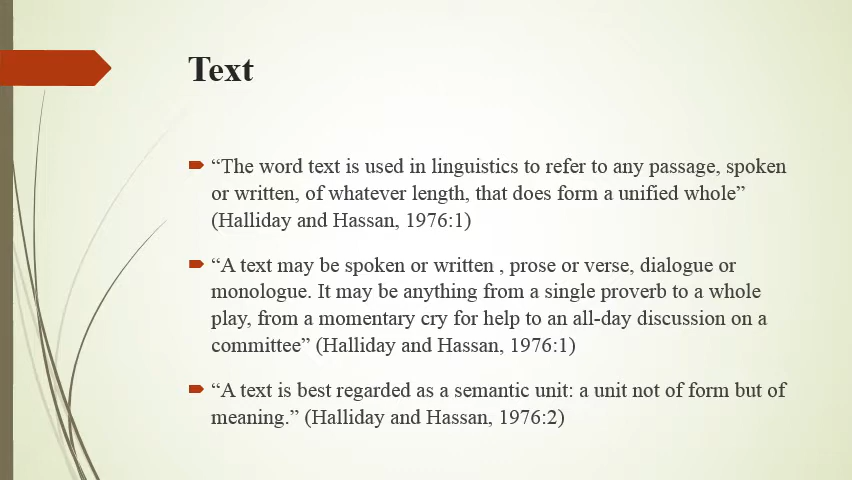 Text
“The word text is used in linguistics to refer to any passage, spoken
or written, of whatever length, that does form a unified whole”
(Halliday and Hassan, 1976:1)
“A text may be spoken or written , prose or verse, dialogue or
monologue. It may be anything from a single proverb to a whole
play, from a momentary cry for help to an all-day discussion on a
committee” (Halliday and Hassan, 1976:1)
“A text is best regarded as a semantic unit: a unit not of form but of
meaning.” (Halliday and Hassan, 1976:2)